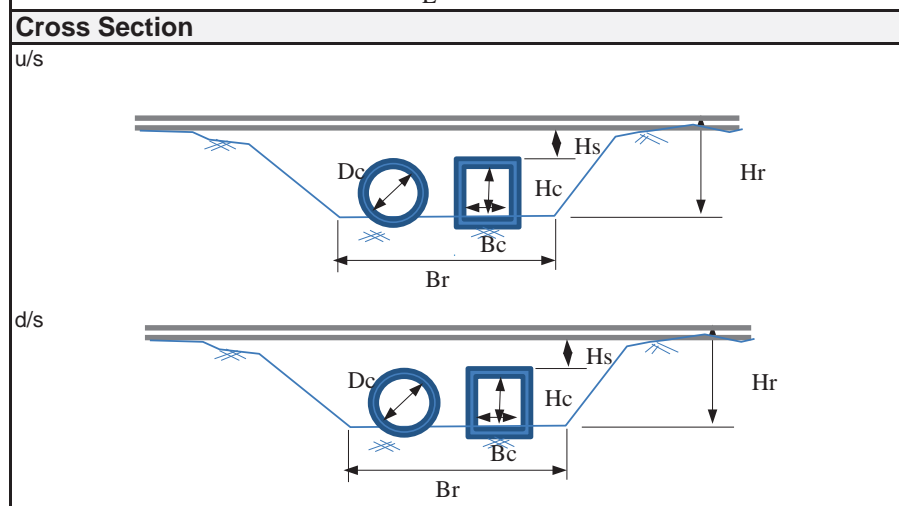 L
Cross Section
u/s
Hs
Dc
Hc
Hr
Bc
Br
d/s
Hs
Dc
Hc
Hr
Bc
Br